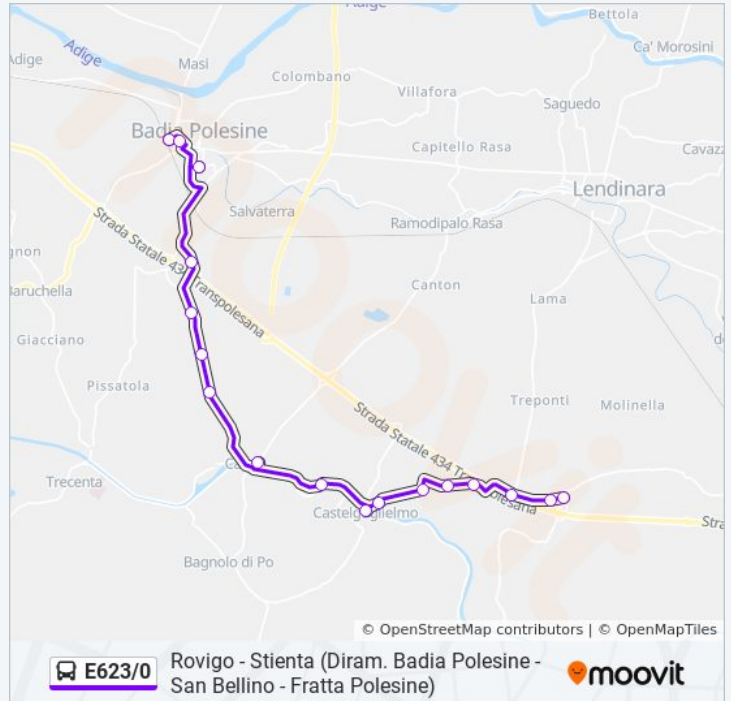 Adige
Bettola
Ca' Morosini
Adige
Masi
Colombano
Villafora
Saguedo
Badia Polesine
Capitello Rasa
Cavazz
Lendinara
Salvaterra
Ramodipalo Rasa
gnon
Strada Statale 434 Transpolesana
Baruchella
Canton
Lama
Giacciano
Pissatola
Treponti
Molinella
Strada Statale 434 Transpolesana
Trecenta
Castelguglielmo
Stra
Bagnolo di Po
moovit
© OpenStreetMap contributors | © OpenMapTiles
E623/0
Rovigo - Stienta (Diram. Badia Polesine -
San Bellino - Fratta Polesine)
moovit